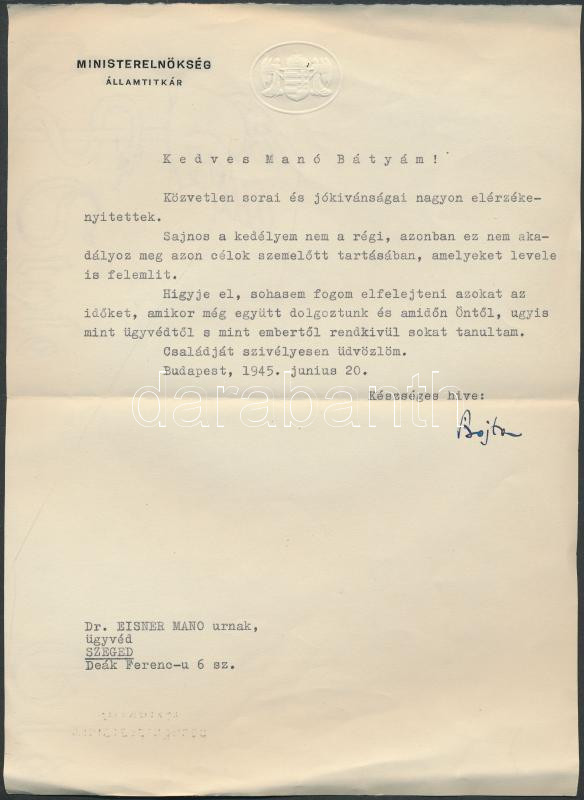 MINISTERELNÖKSÉG
ÁLLAMTITKÁR
Kedves Manó Bátyám!
Közvetlen sorai és jókivánságai nagyon elérzéke-
nyitettek.
Sajnos a kedélyem nem a régi, azonban ez nem aka-
dályoz meg azon célok szemelőtt tartásában, amelyeket levele
is felemlit.
Higyje el, sohasem fogom elfelejteni azokat az
időket, amikor még együtt dolgoztunk és amidőn Öntől, ugyis
mint ügyvédtől s mint embertől rendkivül sokat tanultam.
Családját szivélyesen üdvözlöm.
Budapest, 1945. junius 20.
Készséges hive:
darabanth.com
Bojta
Dr. EISNER MANO urnak,
ügyvéd
SZEGED
Deák Ferenc-u 6 sz.